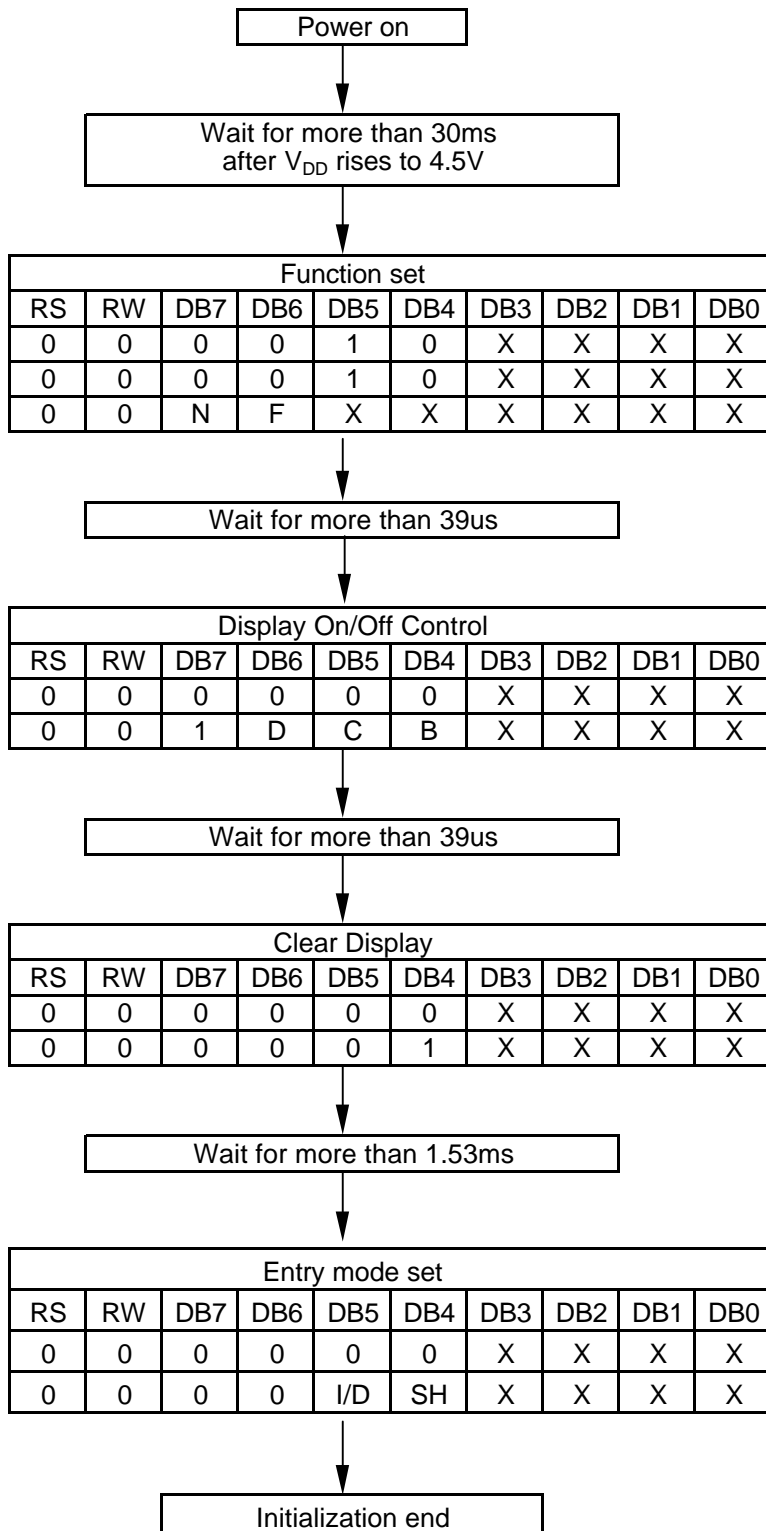 Power on
Wait for more than 30ms
after VDD rises to 4.5V
Function set
RS RW DB7 DB6 DB5 DB4 DB3 DB2 DB1 DB0
0 0 0 0 1 0 X X X X
0 0 0 0 1 0 X X X X
0 0 N F X X X X X X
Wait for more than 39us
Display On/Off Control
RS RW DB7 DB6 DB5 DB4 DB3 DB2 DB1 DB0
0 0 0 0 0 0 X X X X
0 0 1 D C B X X X X
Wait for more than 39us
Clear Display
RS RW DB7 DB6 DB5 DB4 DB3 DB2 DB1 DB0
0 0 0 0 0 0 X X X X
0 0 0 0 0 1 X X X X
Wait for more than 1.53ms
Entry mode set
RS RW DB7 DB6 DB5 DB4 DB3 DB2 DB1 DB0
0 0 0 0 0 0 X X X X
0 0 0 0 I/D SH X X X X
Initialization end